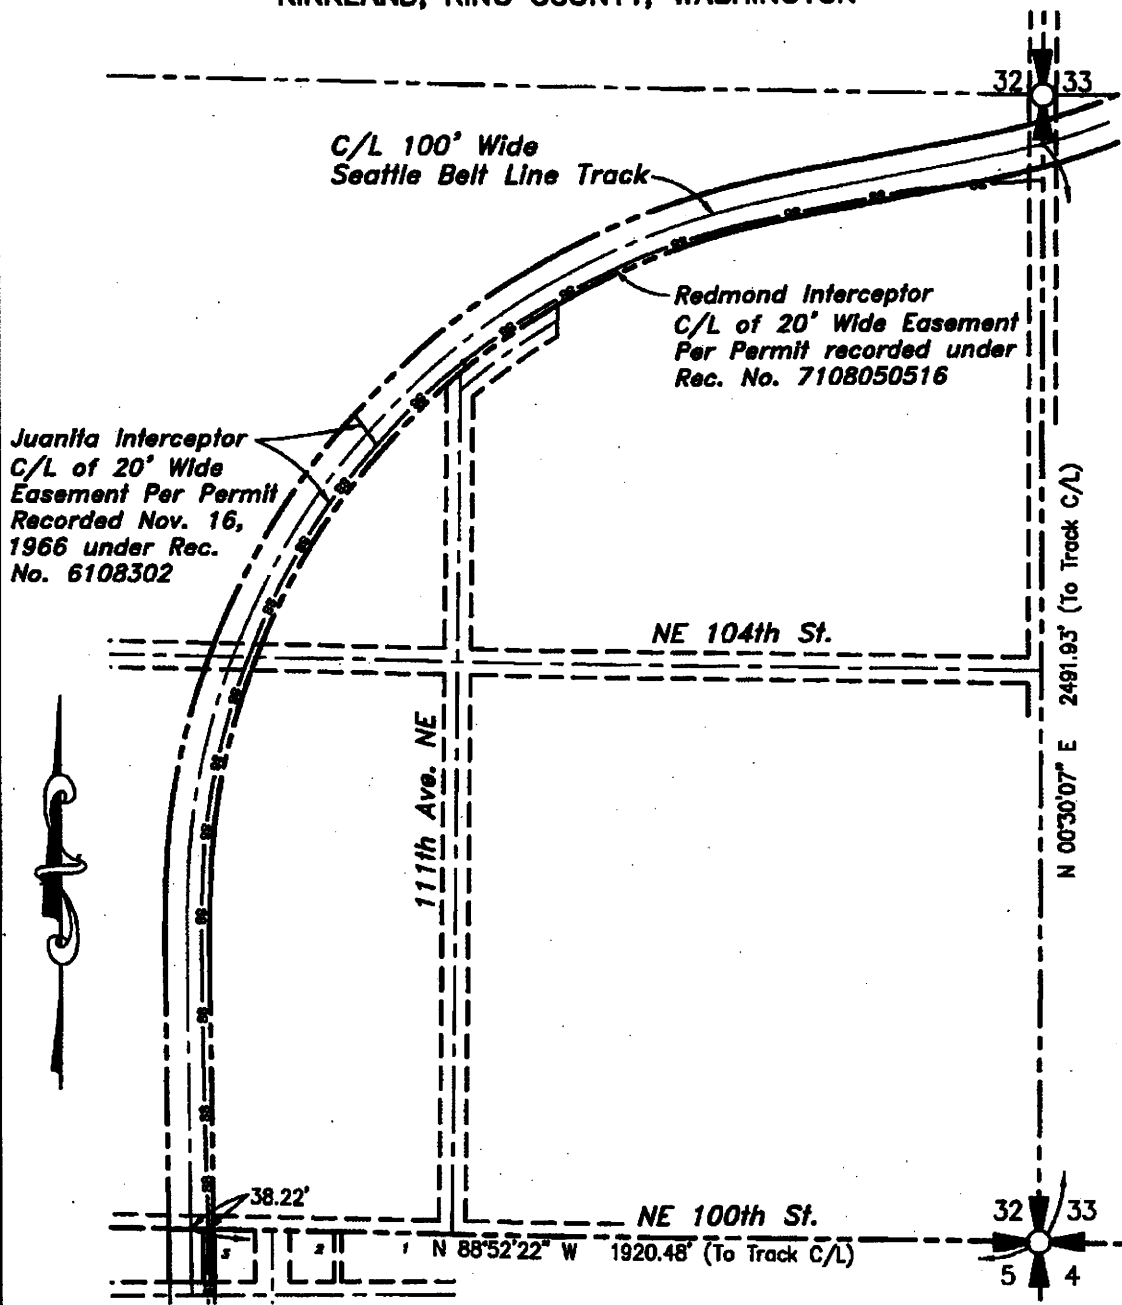 KIRKLAND, KING COUNTY, WASHINGTON
32 33
C/L 100' Wide
Seattle Belt Line Track
Redmond Interceptor
C/L of 20' Wide Easement
Per Permit recorded under
Rec. No. 7108050516
Juanita Interceptor
C/L of 20' Wide
Easement Per Permit
Recorded Nov. 16,
1966 under Rec.
No. 6108302
NE 104th St.
111th Ave. NE
N 00°30'07" E 2491.93' (To Track C/L)
38.22'
NE 100th St.
3 2 1 N 88°52'22" W 1920.48' (To Track C/L)
32 33
5 4